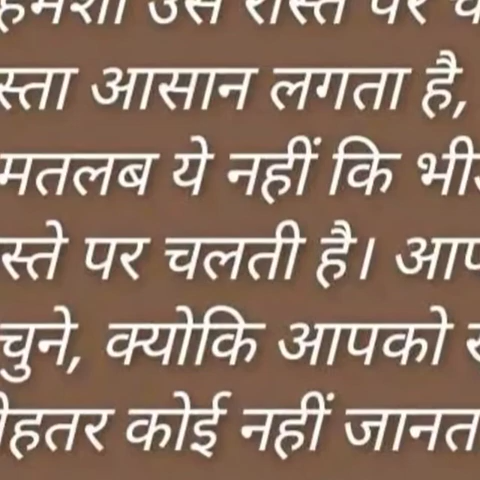 हमेशा उस रास्ते पर च
स्ता आसान लगता है,
मतलब ये नहीं कि भी
स्ते पर चलती है। आप
चुने, क्योकि आपको
हतर कोई नहीं जानत